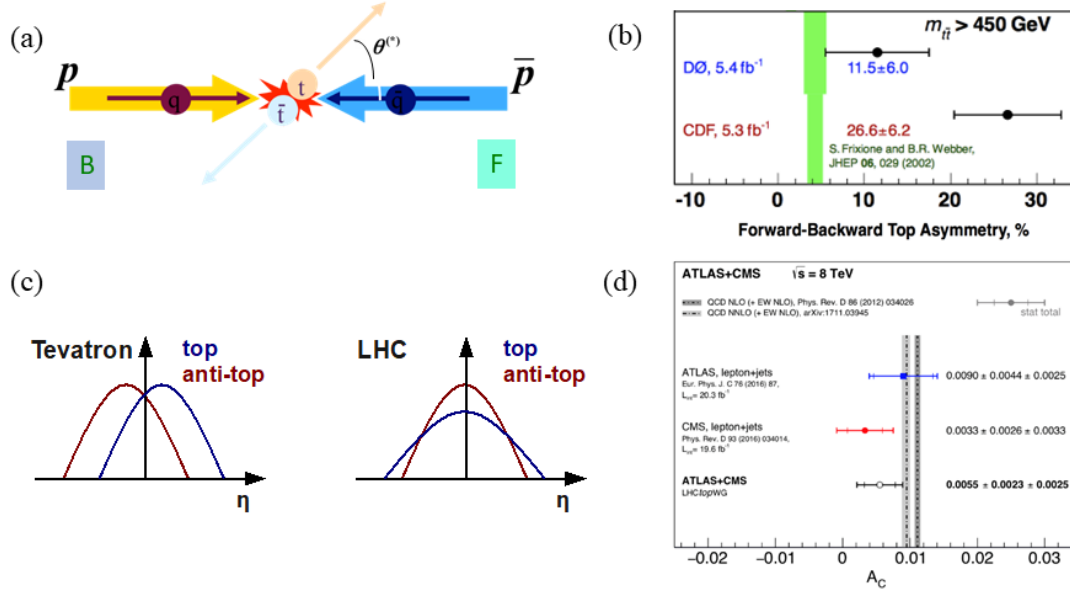 (a)
p
p̄
q
q̄
t
t̄
θ(*)
B
F
(b)
m_tt̄ > 450 GeV
DØ, 5.4 fb⁻¹
11.5±6.0
CDF, 5.3 fb⁻¹
26.6±6.2
S. Frixione and B.R. Webber,
JHEP 06, 029 (2002)
-10 0 10 20 30
Forward-Backward Top Asymmetry, %
(c)
Tevatron
top
anti-top
η
LHC
top
anti-top
η
(d)
ATLAS+CMS √s = 8 TeV
QCD NLO (+ EW NLO), Phys. Rev. D 86 (2012) 034026
QCD NNLO (+ EW NLO), arXiv:1711.03945
stat total
ATLAS, lepton+jets
Eur. Phys. J. C 76 (2016) 87,
= 20.3 fb⁻¹
0.0090 ± 0.0044 ± 0.0025
CMS, lepton+jets
Phys. Rev. D 93 (2016) 034014,
= 19.6 fb⁻¹
0.0033 ± 0.0026 ± 0.0033
ATLAS+CMS
LHCtopWG
0.0055 ± 0.0023 ± 0.0025
-0.02 -0.01 0 0.01 0.02 0.03
A_C